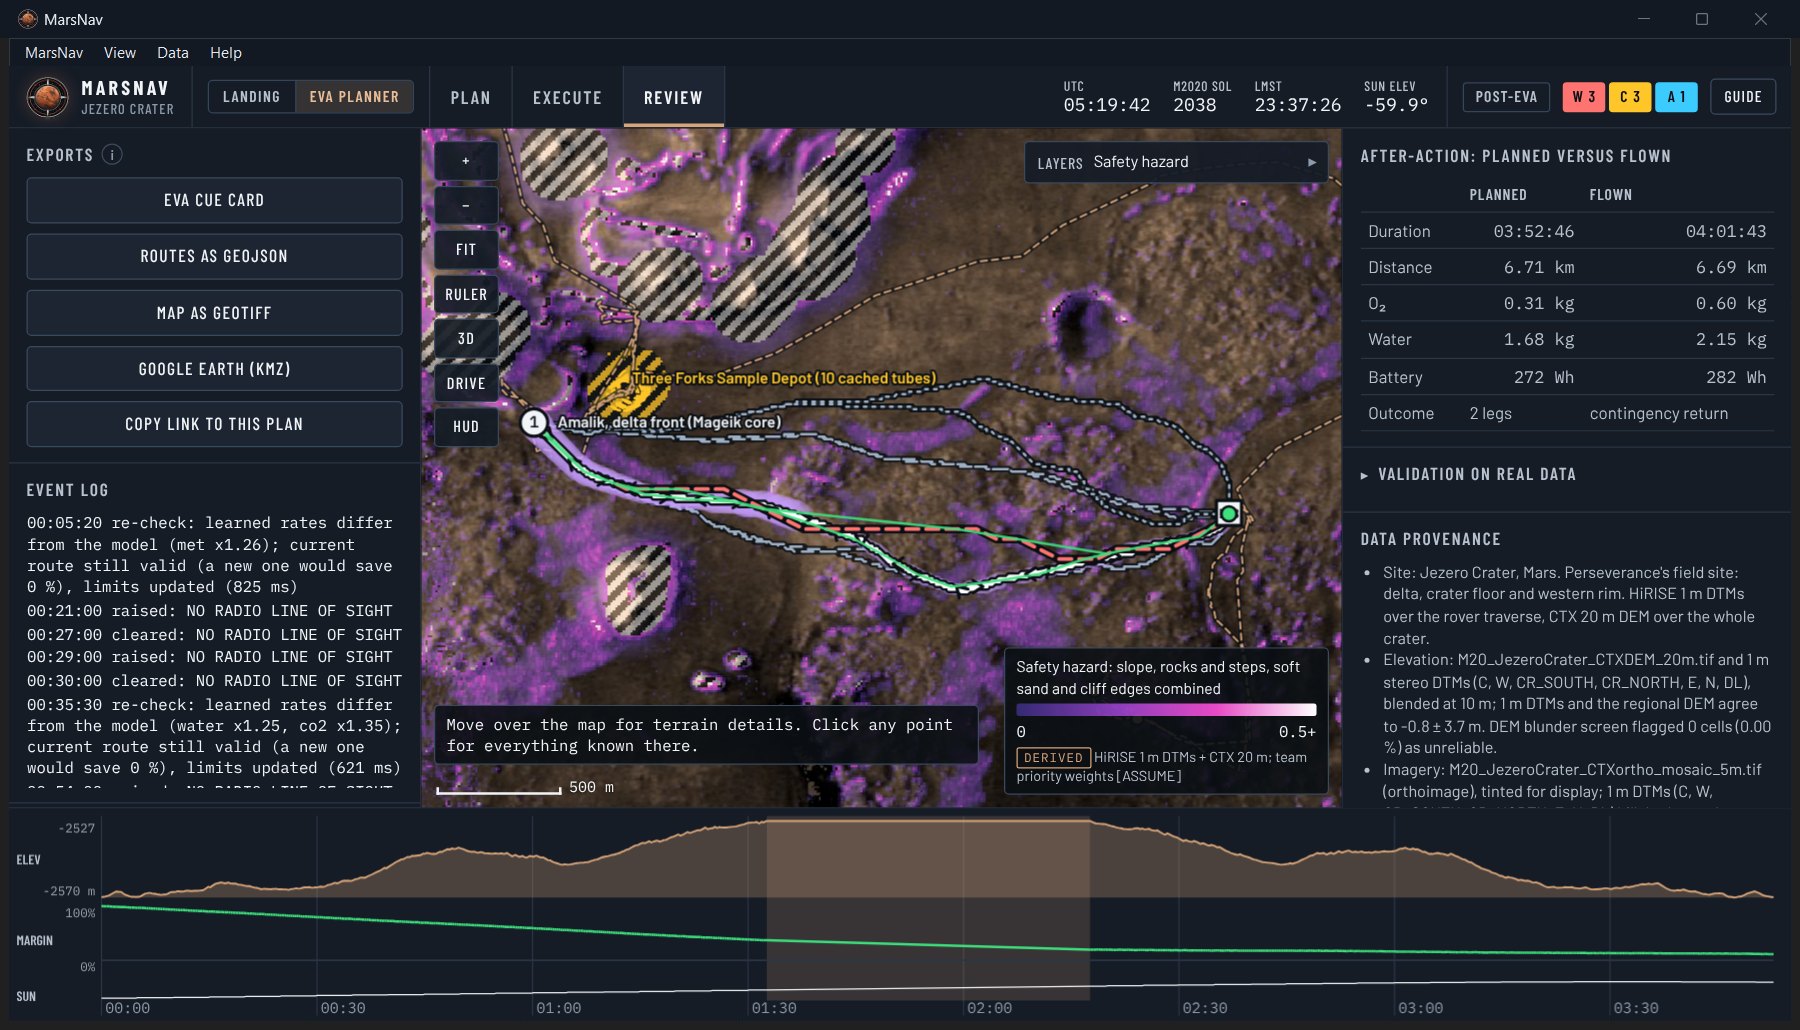 MarsNav
MarsNav View Data Help
MARSNAV
JEZERO CRATER
LANDING EVA PLANNER
PLAN EXECUTE REVIEW
UTC
05:19:42
M2020 SOL
2038
LMST
23:37:26
SUN ELEV
-59.9°
POST-EVA W 3 C 3 A 1 GUIDE
EXPORTS i
EVA CUE CARD
ROUTES AS GEOJSON
MAP AS GEOTIFF
GOOGLE EARTH (KMZ)
COPY LINK TO THIS PLAN
EVENT LOG
00:05:20 re-check: learned rates differ
from the model (met x1.26); current
route still valid (a new one would save
0 %), limits updated (825 ms)
00:21:00 raised: NO RADIO LINE OF SIGHT
00:27:00 cleared: NO RADIO LINE OF SIGHT
00:29:00 raised: NO RADIO LINE OF SIGHT
00:30:00 cleared: NO RADIO LINE OF SIGHT
00:35:30 re-check: learned rates differ
from the model (water x1.25, co2 x1.35);
current route still valid (a new one
would save 0 %), limits updated (621 ms)
+
–
FIT
RULER
3D
DRIVE
HUD
LAYERS Safety hazard
Three Forks Sample Depot (10 cached tubes)
1 Amalik, delta front (Mageik core)
Move over the map for terrain details. Click any point
for everything known there.
500 m
Safety hazard: slope, rocks and steps, soft
sand and cliff edges combined
0 0.5+
DERIVED HiRISE 1 m DTMs + CTX 20 m; team
priority weights [ASSUME]
AFTER-ACTION: PLANNED VERSUS FLOWN
PLANNED FLOWN
Duration 03:52:46 04:01:43
Distance 6.71 km 6.69 km
O₂ 0.31 kg 0.60 kg
Water 1.68 kg 2.15 kg
Battery 272 Wh 282 Wh
Outcome 2 legs contingency return
VALIDATION ON REAL DATA
DATA PROVENANCE
• Site: Jezero Crater, Mars. Perseverance's field site:
delta, crater floor and western rim. HiRISE 1 m DTMs
over the rover traverse, CTX 20 m DEM over the whole
crater.
• Elevation: M20_JezeroCrater_CTXDEM_20m.tif and 1 m
stereo DTMs (C, W, CR_SOUTH, CR_NORTH, E, N, DL),
blended at 10 m; 1 m DTMs and the regional DEM agree
to -0.8 ± 3.7 m. DEM blunder screen flagged 0 cells (0.00
%) as unreliable.
• Imagery: M20_JezeroCrater_CTXortho_mosaic_5m.tif
(orthoimage), tinted for display; 1 m DTMs (C, W,
-2527
ELEV
-2570 m
100%
MARGIN
0%
SUN
00:00 00:30 01:00 01:30 02:00 02:30 03:00 03:30